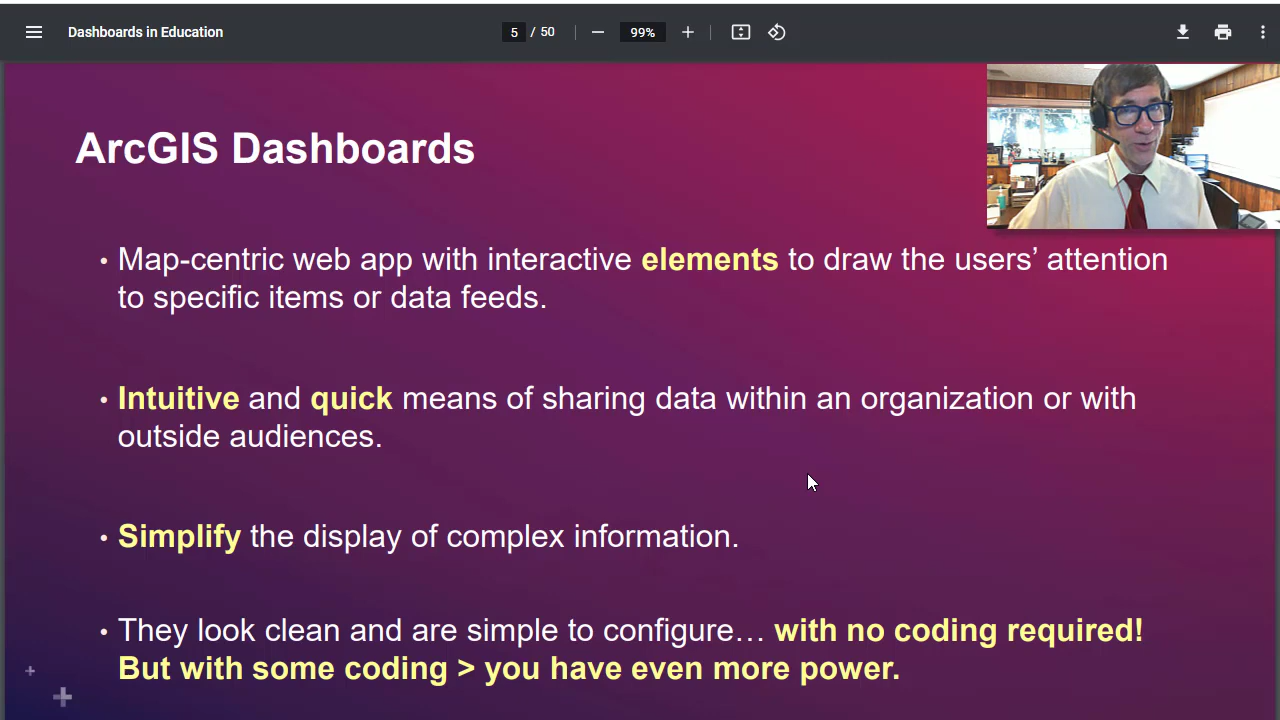 Dashboards in Education
5 / 50
99%
ArcGIS Dashboards
• Map-centric web app with interactive elements to draw the users’ attention
to specific items or data feeds.
• Intuitive and quick means of sharing data within an organization or with
outside audiences.
• Simplify the display of complex information.
• They look clean and are simple to configure… with no coding required!
But with some coding > you have even more power.